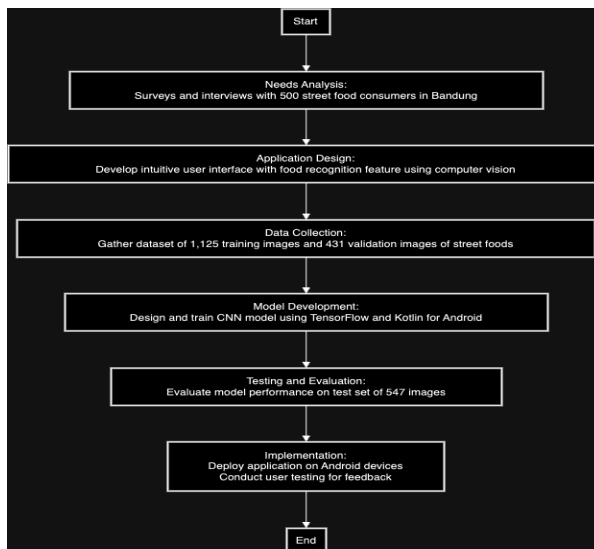 Start
Needs Analysis:
Surveys and interviews with 500 street food consumers in Bandung
Application Design:
Develop intuitive user interface with food recognition feature using computer vision
Data Collection:
Gather dataset of 1,125 training images and 431 validation images of street foods
Model Development:
Design and train CNN model using TensorFlow and Kotlin for Android
Testing and Evaluation:
Evaluate model performance on test set of 547 images
Implementation:
Deploy application on Android devices
Conduct user testing for feedback
End